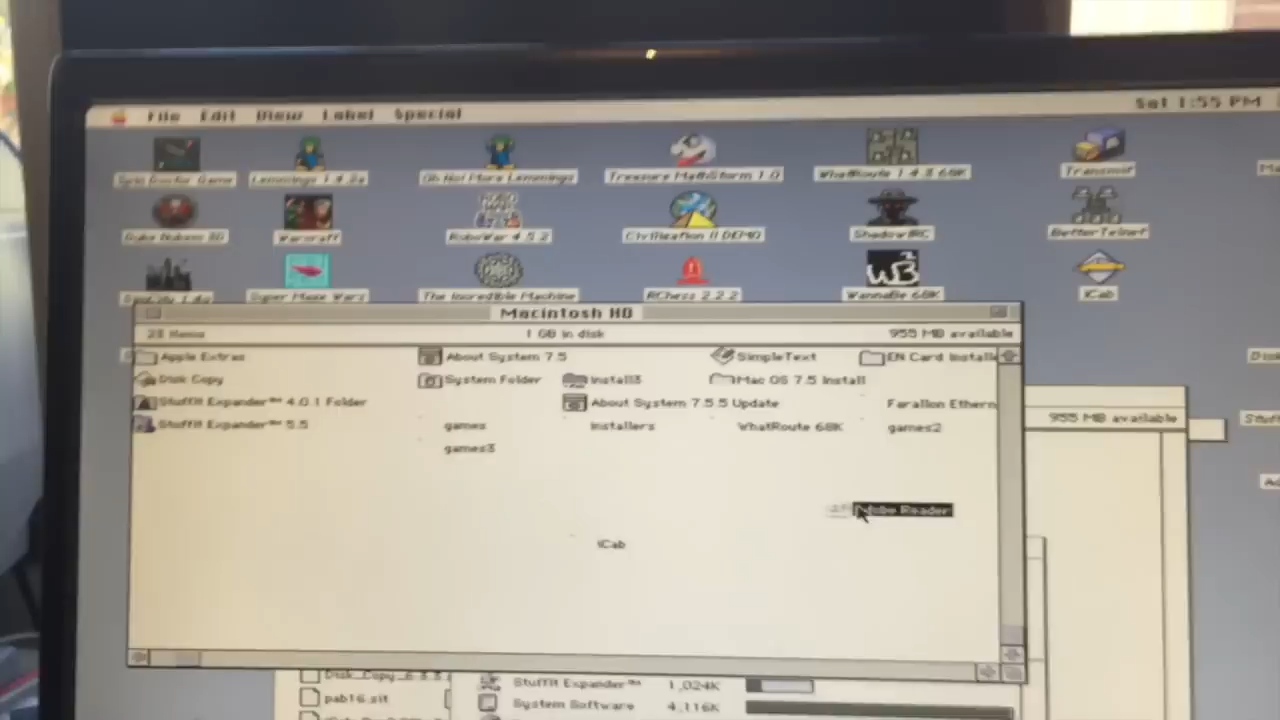 File Edit View Label Special
Sat 1:55 PM
Lemmings
Oh No! More Lemmings
Treasure MathStorm 1.0
WhatRoute 1.4.3 68K
Transmit
Warcraft
RoboWar 4.5.2
Civilization II DEMO
ShadowIRC
BetterTelnet
Super Maze Wars
The Incredible Machine
RChess 2.2.2
WannaBe 68K
iCab
Macintosh HD
1 GB in disk
955 MB available
Apple Extras
About System 7.5
SimpleText
EN Card Installe
Disk Copy
System Folder
Install3
Mac OS 7.5 Install
StuffIt Expander™ 4.0.1 Folder
About System 7.5.5 Update
Farallon Ethern
955 MB available
StuffIt Expander™ 5.5
games
Installers
WhatRoute 68K
games2
games3
Adobe Reader
iCab
StuffIt Expander™ 1,024K
pab16.sit
System Software 4,116K